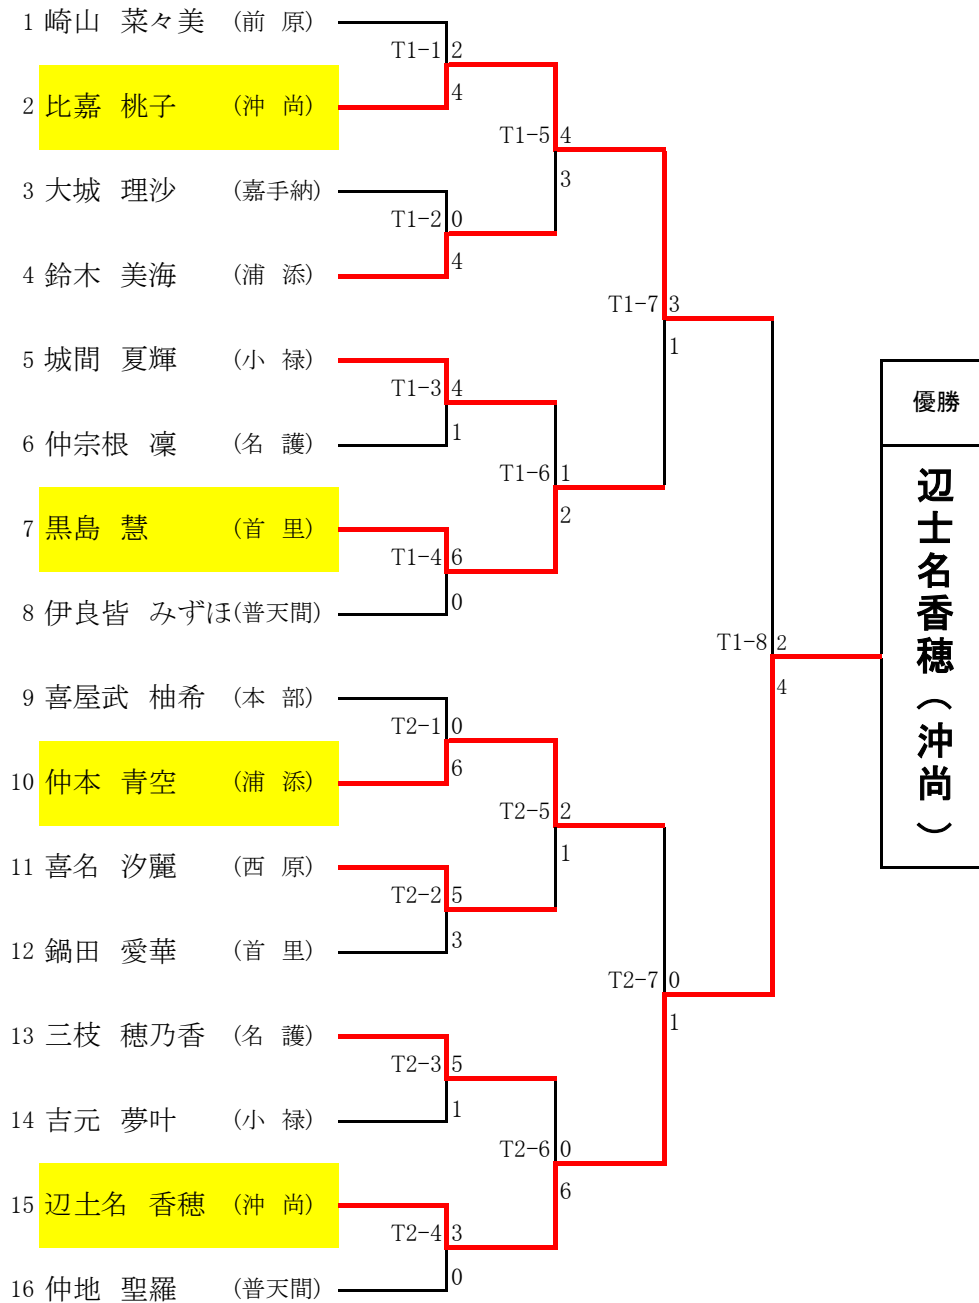 1 崎山 菜々美 (前 原)
T1-1 2
4
2 比嘉 桃子 (沖 尚)
T1-5 4
3
3 大城 理沙 (嘉手納)
T1-2 0
4
4 鈴木 美海 (浦 添)
T1-7 3
1
5 城間 夏輝 (小 禄)
T1-3 4
1
6 仲宗根 凜 (名 護)
T1-6 1
2
7 黒島 慧 (首 里)
T1-4 6
0
8 伊良皆 みずほ(普天間)
T1-8 2
4
9 喜屋武 柚希 (本 部)
T2-1 0
6
10 仲本 青空 (浦 添)
T2-5 2
1
11 喜名 汐麗 (西 原)
T2-2 5
3
12 鍋田 愛華 (首 里)
T2-7 0
1
13 三枝 穂乃香 (名 護)
T2-3 5
1
14 吉元 夢叶 (小 禄)
T2-6 0
6
15 辺土名 香穂 (沖 尚)
T2-4 3
0
16 仲地 聖羅 (普天間)
優勝
辺士名香穂(沖尚)